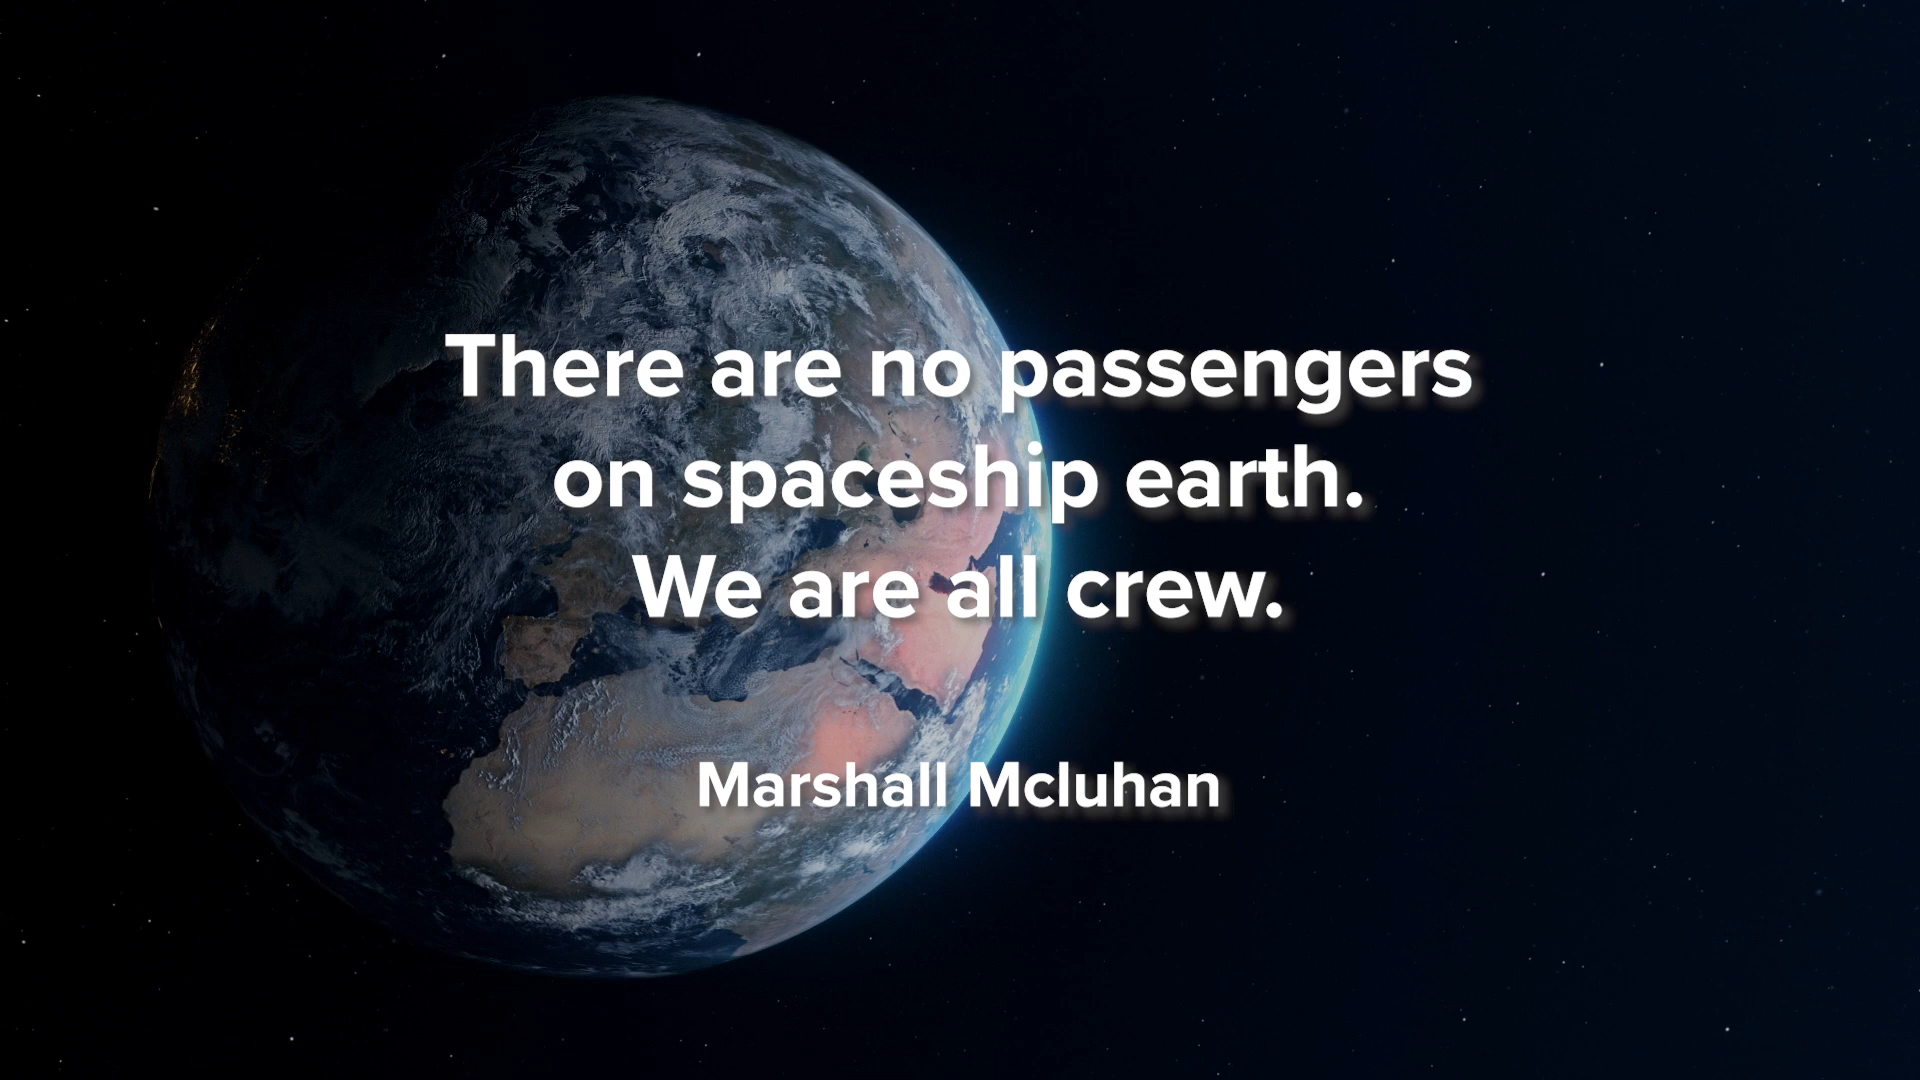 There are no passengers
on spaceship earth.
We are all crew.
Marshall Mcluhan